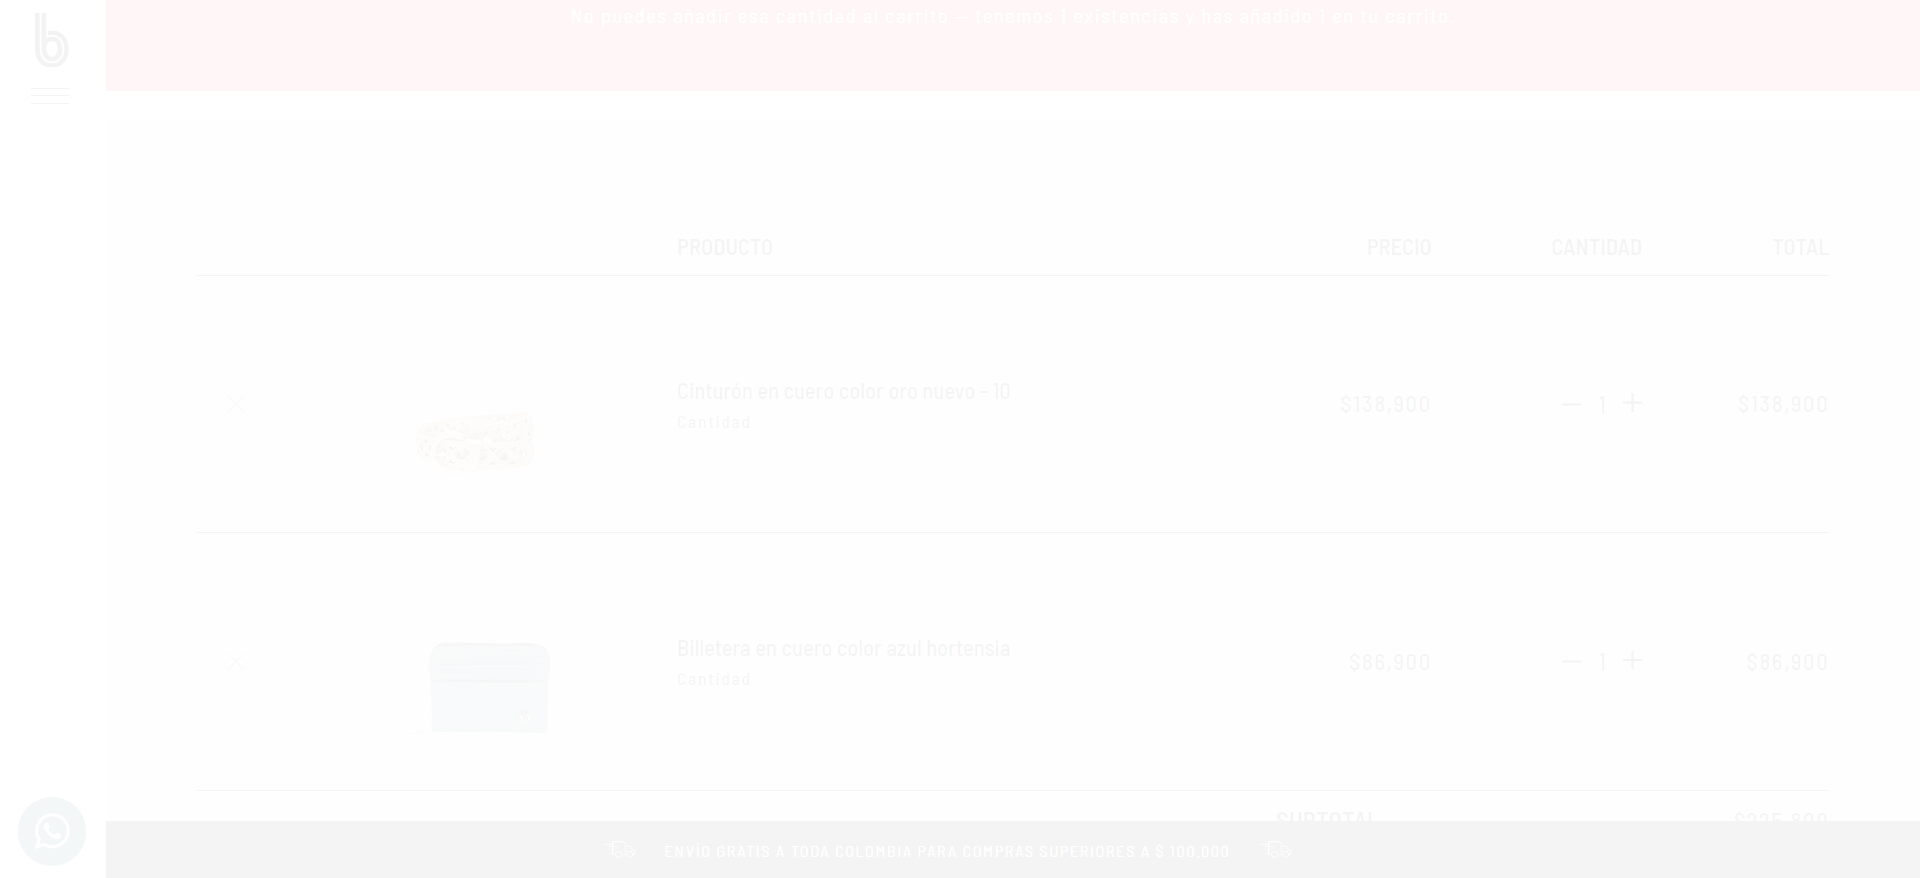 No puedes añadir esa cantidad al carrito — tenemos 1 existencias y has añadido 1 en tu carrito.
PRODUCTO PRECIO CANTIDAD TOTAL
Cinturón en cuero color oro nuevo - 10
Cantidad
$138,900 — 1 + $138,900
Billetera en cuero color azul hortensia
Cantidad
$86,900 — 1 + $86,900
SUBTOTAL $225,800
ENVÍO GRATIS A TODA COLOMBIA PARA COMPRAS SUPERIORES A $ 100,000